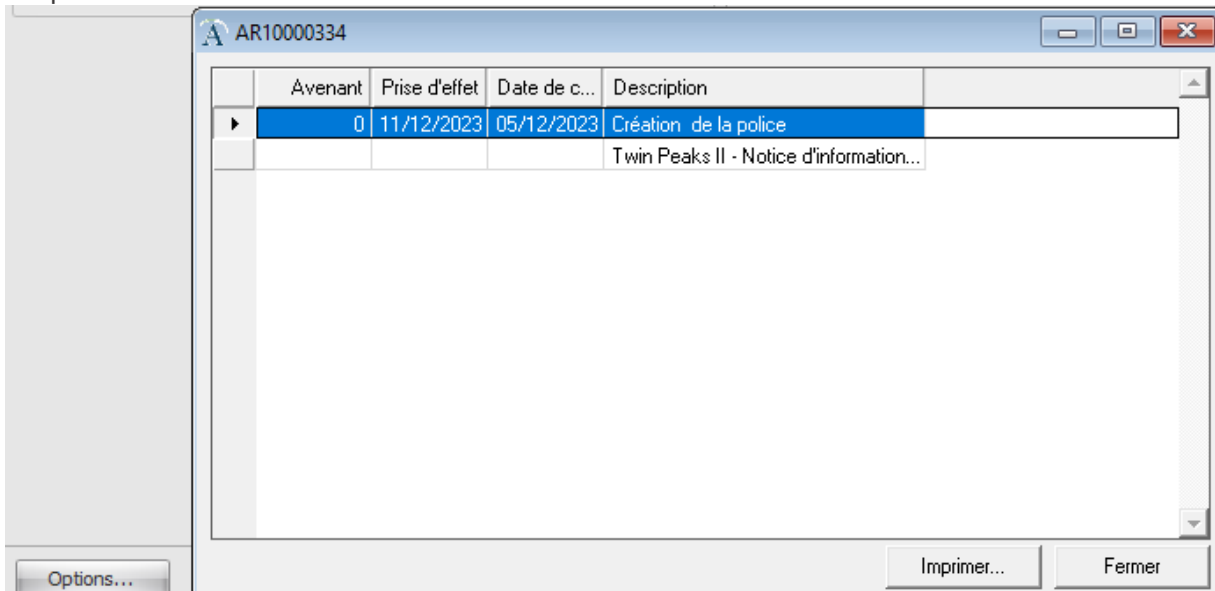 AR10000334
Avenant Prise d'effet Date de c... Description
0 11/12/2023 05/12/2023 Création de la police
Twin Peaks II - Notice d'information...
Imprimer... Fermer
Options...